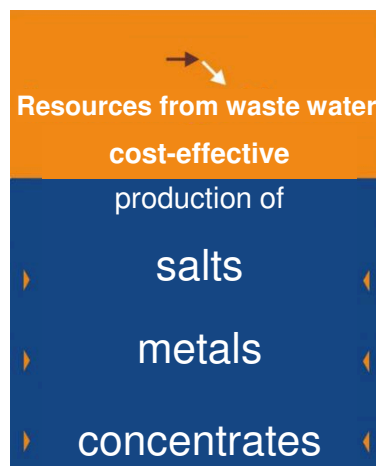 Resources from waste water
cost-effective
production of
salts
metals
concentrates